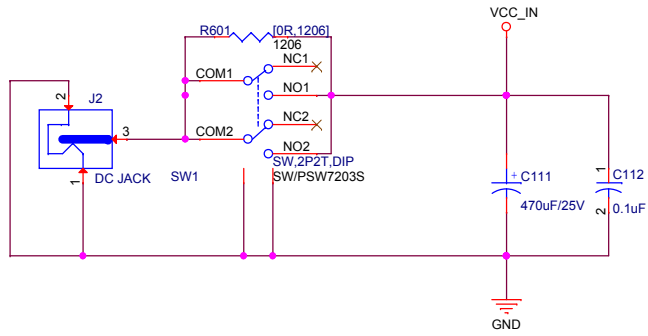 VCC_IN
R601 [0R,1206]
1206
NC1
COM1
NO1
J2
2
3
NC2
COM2
NO2
1
DC JACK
SW1
SW,2P2T,DIP
SW/PSW7203S
+ C111
470uF/25V
1
C112
2
0.1uF
GND